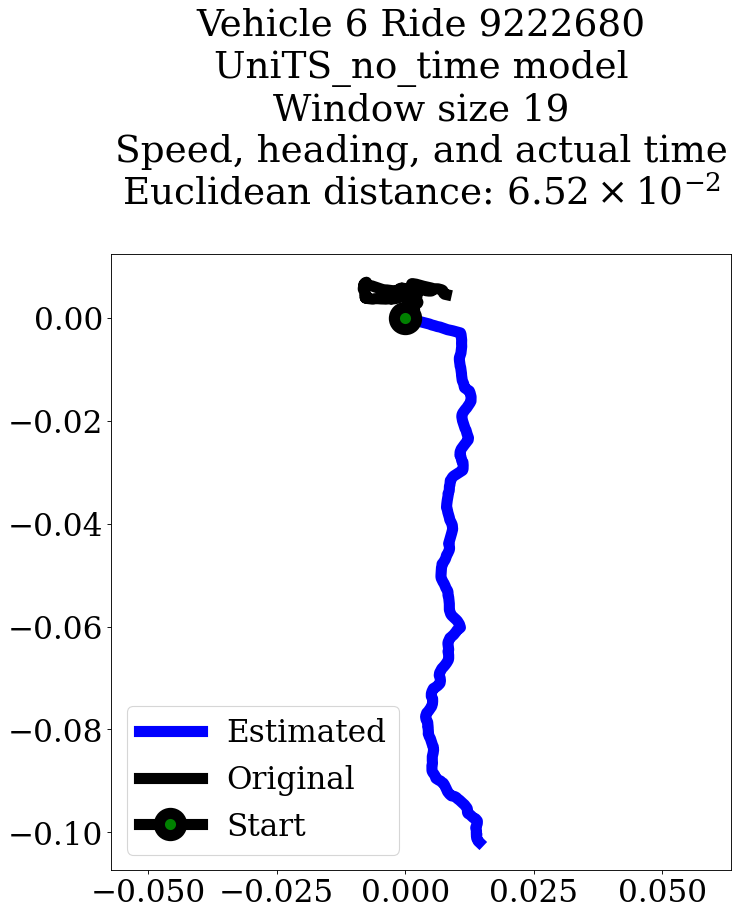 Vehicle 6 Ride 9222680
UniTS_no_time model
Window size 19
Speed, heading, and actual time
Euclidean distance: 6.52 × 10⁻²
0.00
−0.02
−0.04
−0.06
−0.08
−0.10
Estimated
Original
Start
−0.050 −0.025 0.000 0.025 0.050